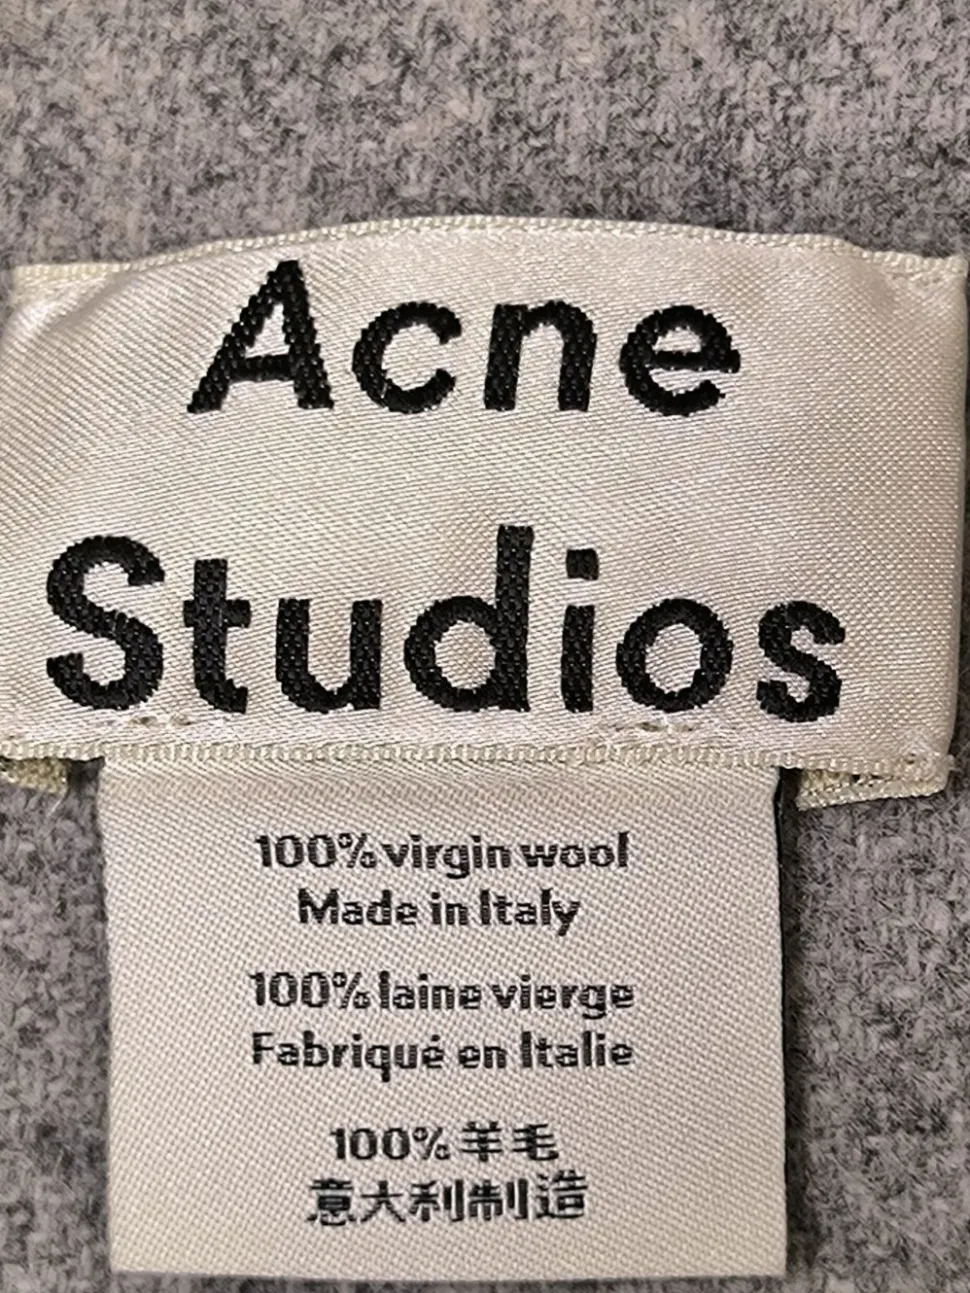 Acne
Studios
100% virgin wool
Made in Italy
100% laine vierge
Fabriqué en Italie
100% 羊毛
意大利制造